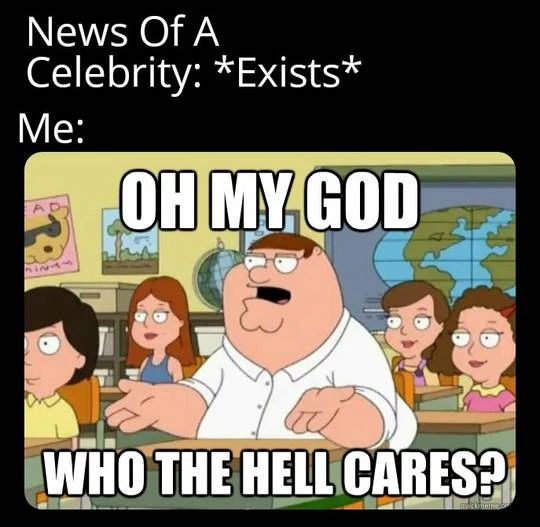 News Of A
Celebrity: *Exists*
Me:
OH MY GOD
WHO THE HELL CARES?